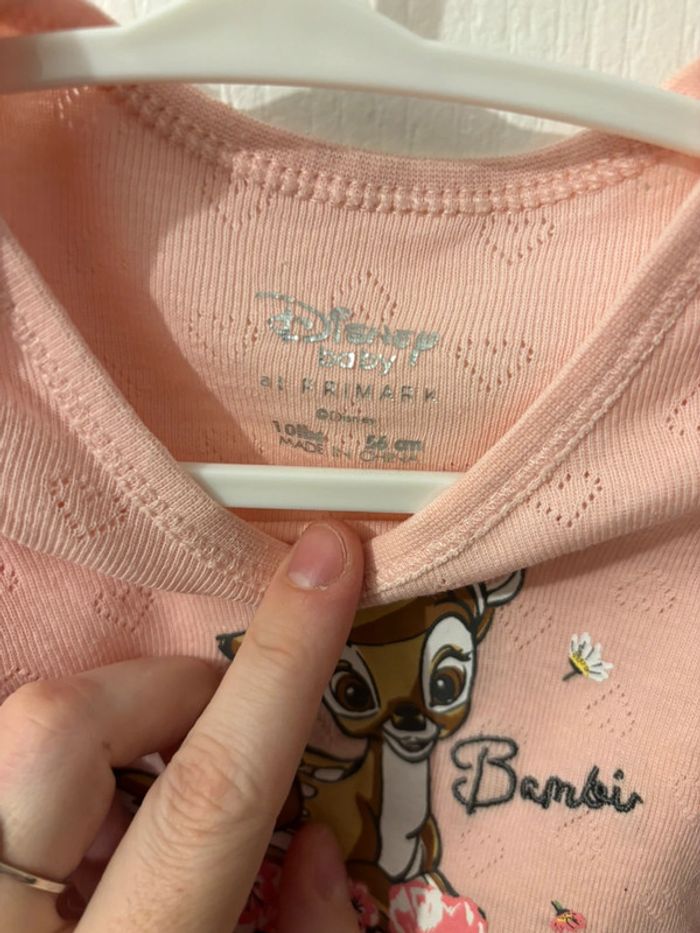 Disney
baby
at PRIMARK
©Disney
10lbs 56 cm
MADE IN CHINA
Bambi